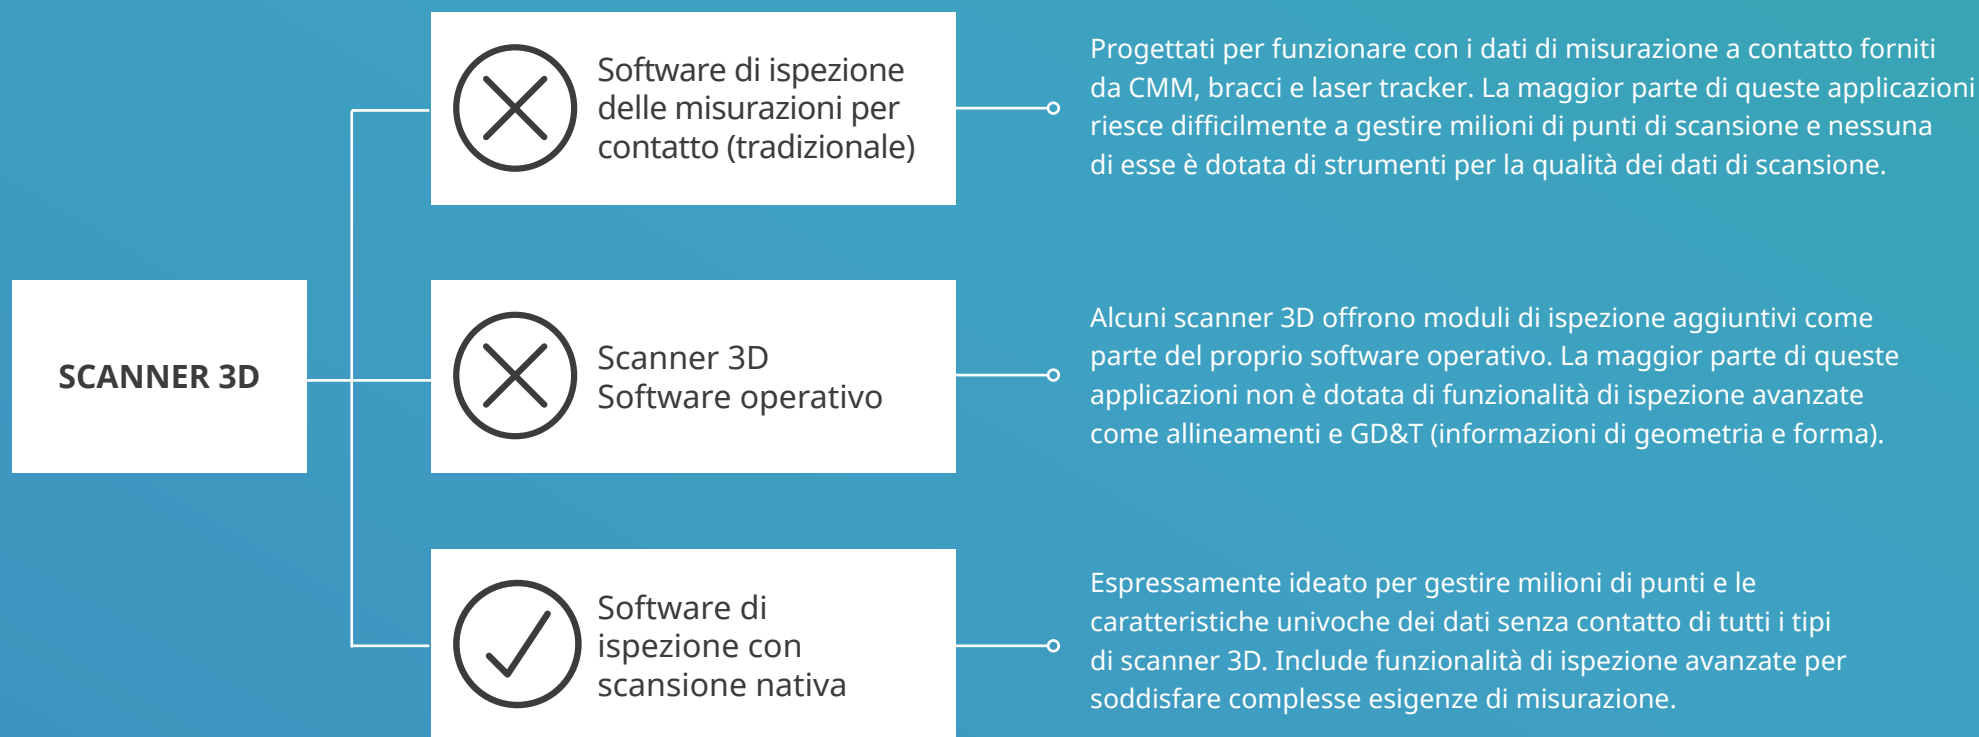 SCANNER 3D
Software di ispezione
delle misurazioni per
contatto (tradizionale)
Progettati per funzionare con i dati di misurazione a contatto forniti
da CMM, bracci e laser tracker. La maggior parte di queste applicazioni
riesce difficilmente a gestire milioni di punti di scansione e nessuna
di esse è dotata di strumenti per la qualità dei dati di scansione.
Scanner 3D
Software operativo
Alcuni scanner 3D offrono moduli di ispezione aggiuntivi come
parte del proprio software operativo. La maggior parte di queste
applicazioni non è dotata di funzionalità di ispezione avanzate
come allineamenti e GD&T (informazioni di geometria e forma).
Software di
ispezione con
scansione nativa
Espressamente ideato per gestire milioni di punti e le
caratteristiche univoche dei dati senza contatto di tutti i tipi
di scanner 3D. Include funzionalità di ispezione avanzate per
soddisfare complesse esigenze di misurazione.